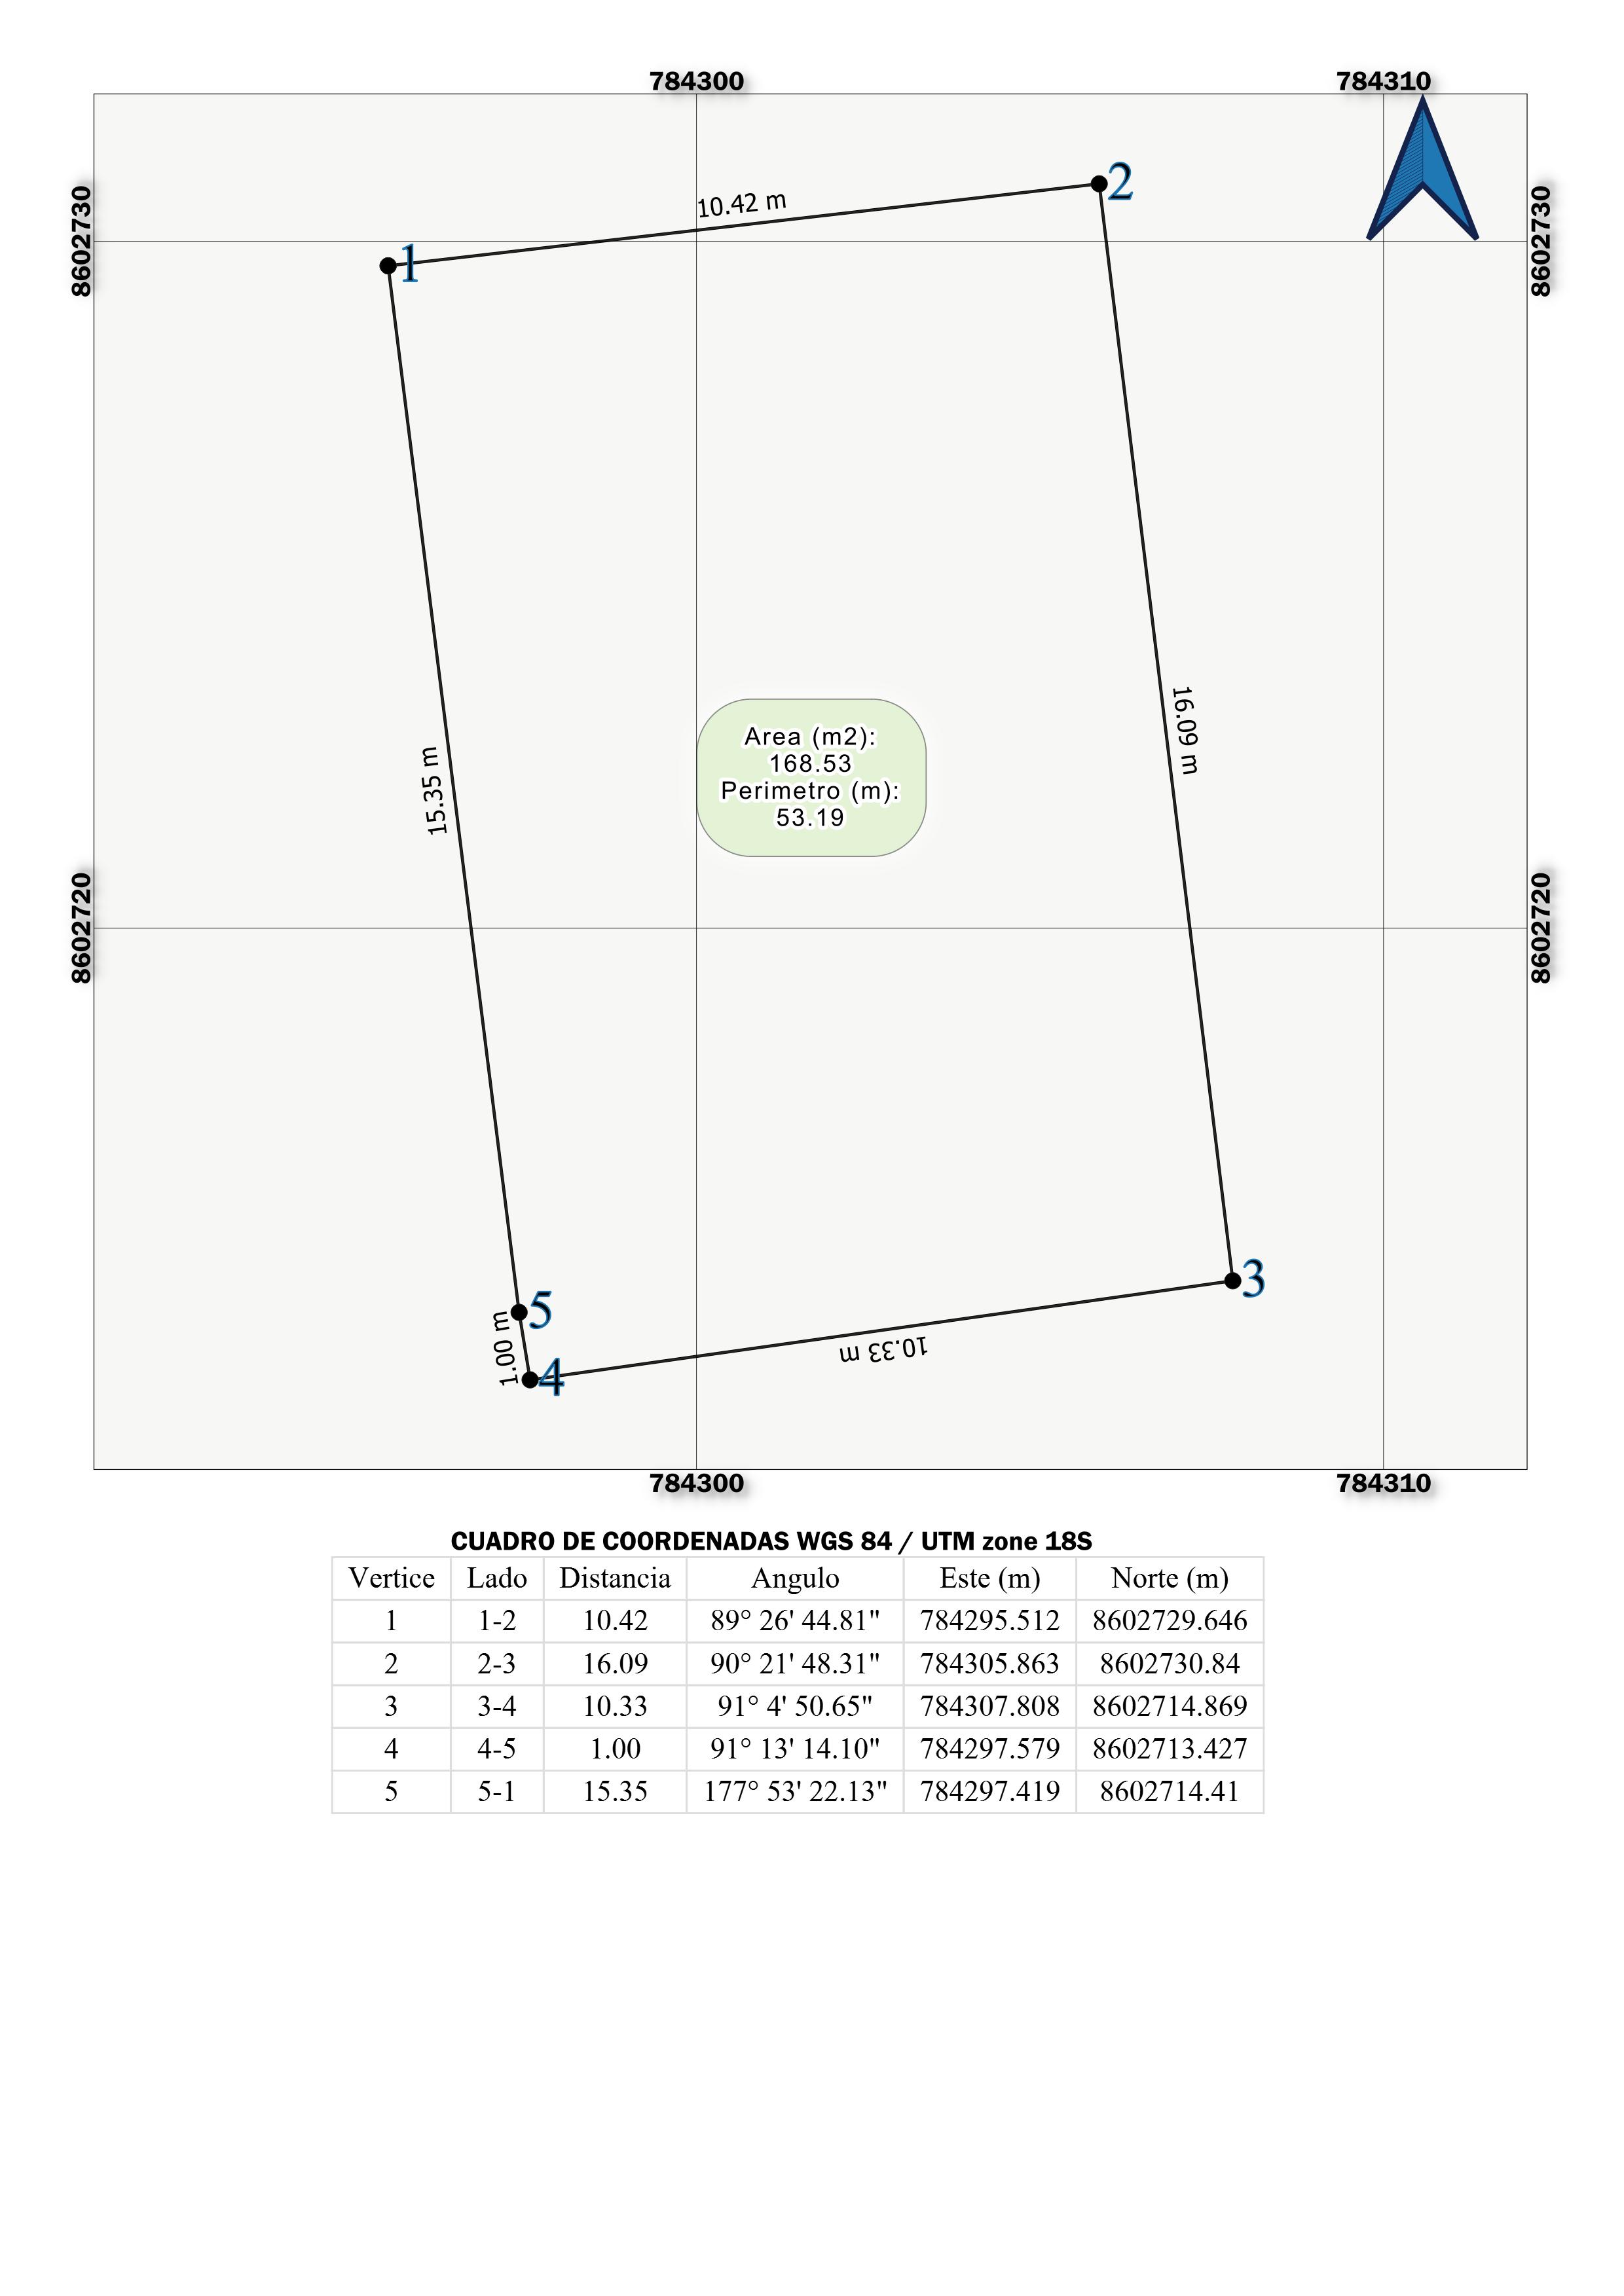 784300 784310
8602730 8602730
10.42 m
2
1
16.09 m
15.35 m
Area (m2):
168.53
Perimetro (m):
53.19
8602720 8602720
3
5
1.00 m
10.33 m
4
784300 784310
CUADRO DE COORDENADAS WGS 84 / UTM zone 18S
Vertice Lado Distancia Angulo Este (m) Norte (m)
1 1-2 10.42 89° 26' 44.81" 784295.512 8602729.646
2 2-3 16.09 90° 21' 48.31" 784305.863 8602730.84
3 3-4 10.33 91° 4' 50.65" 784307.808 8602714.869
4 4-5 1.00 91° 13' 14.10" 784297.579 8602713.427
5 5-1 15.35 177° 53' 22.13" 784297.419 8602714.41